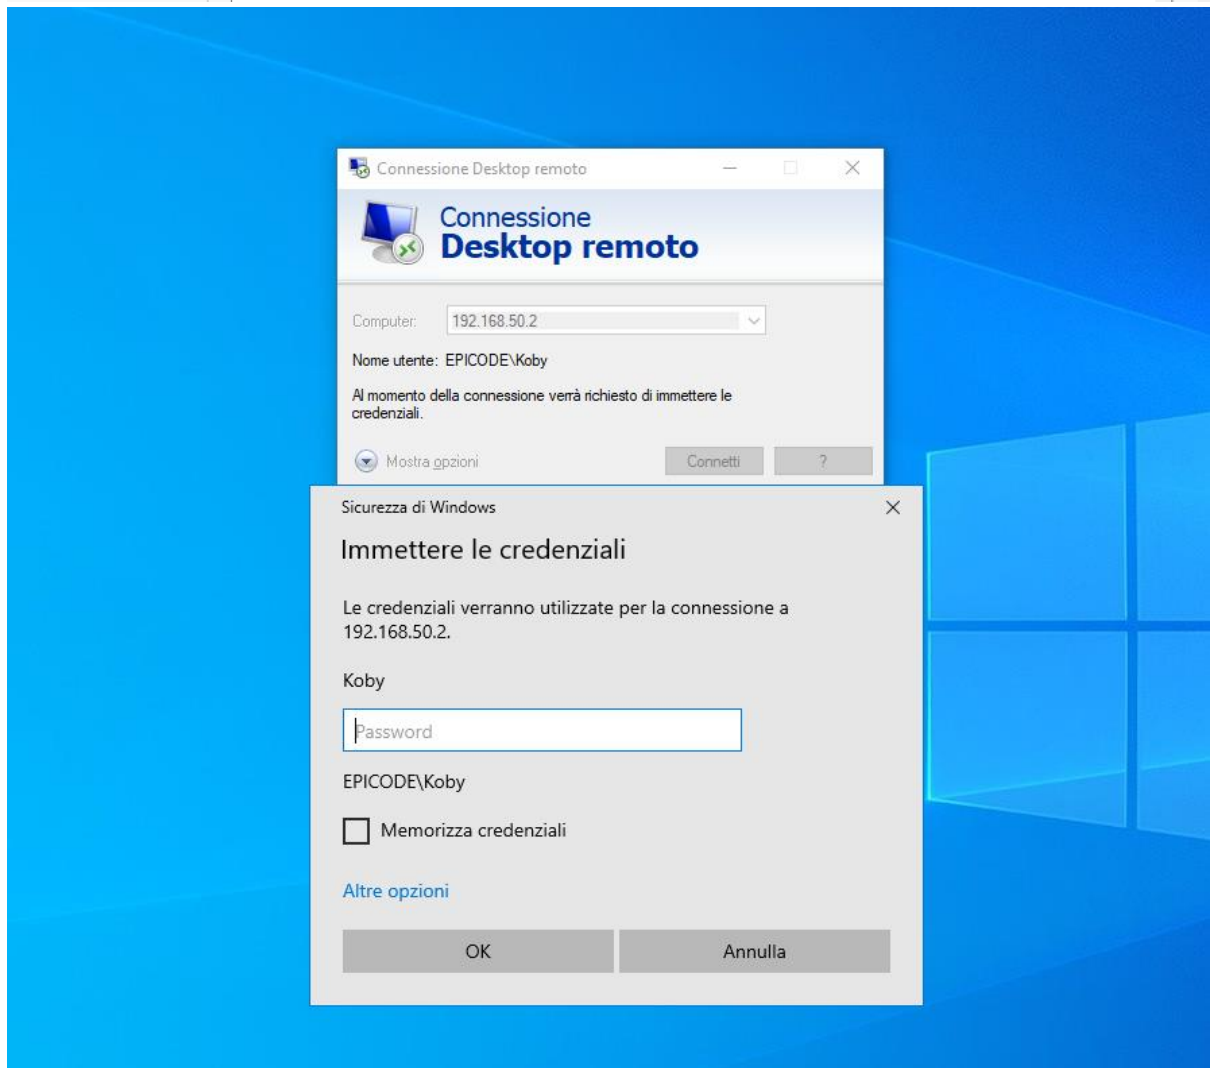 Connessione Desktop remoto
Connessione
Desktop remoto
Computer: 192.168.50.2
Nome utente: EPICODE\Koby
Al momento della connessione verrà richiesto di immettere le
credenziali.
Mostra opzioni Connetti ?
Sicurezza di Windows
Immettere le credenziali
Le credenziali verranno utilizzate per la connessione a
192.168.50.2.
Koby
Password
EPICODE\Koby
Memorizza credenziali
Altre opzioni
OK Annulla